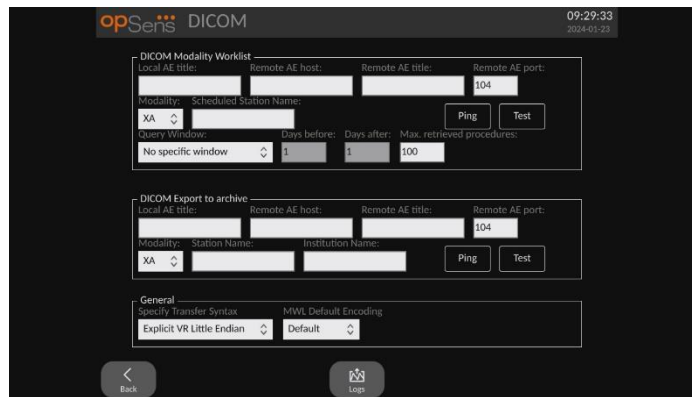 opSens DICOM 09:29:33
2024-01-23
DICOM Modality Worklist
Local AE title: Remote AE host: Remote AE title: Remote AE port:
104
Modality: Scheduled Station Name:
XA Ping Test
Query Window: Days before: Days after: Max. retrieved procedures:
No specific window 1 1 100
DICOM Export to archive
Local AE title: Remote AE host: Remote AE title: Remote AE port:
104
Modality: Station Name: Institution Name:
XA Ping Test
General
Specify Transfer Syntax MWL Default Encoding
Explicit VR Little Endian Default
Back Logs